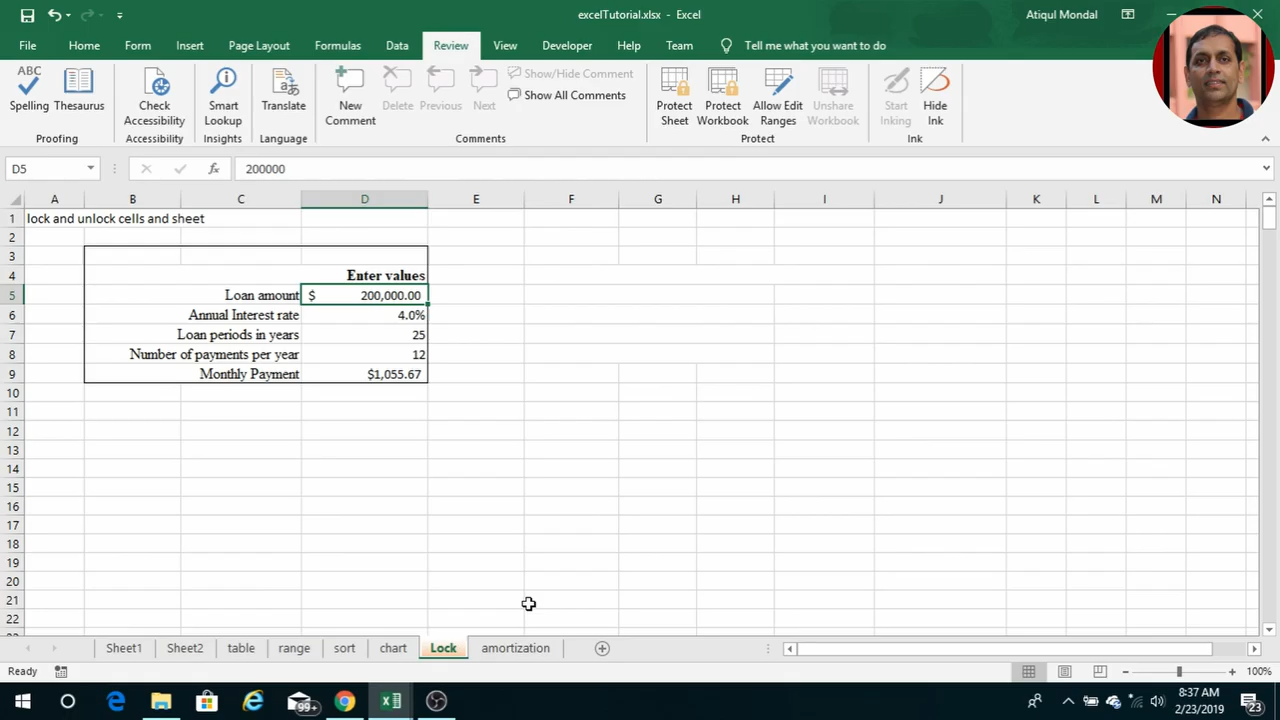 excelTutorial.xlsx - Excel
Atiqul Mondal
File Home Form Insert Page Layout Formulas Data Review View Developer Help Team Tell me what you want to do
ABC
Spelling Thesaurus
Check Accessibility
Smart Lookup
Translate
New Comment
Delete Previous Next
Show/Hide Comment
Show All Comments
Protect Sheet
Protect Workbook
Allow Edit Ranges
Unshare Workbook
Start Inking
Hide Ink
Proofing Accessibility Insights Language Comments Protect Ink
D5 fx 200000
A B C D E F G H I J K L M N
1 lock and unlock cells and sheet
2
3
4 Enter values
5 Loan amount $ 200,000.00
6 Annual Interest rate 4.0%
7 Loan periods in years 25
8 Number of payments per year 12
9 Monthly Payment $1,055.67
10
11
12
13
14
15
16
17
18
19
20
21
22
Sheet1 Sheet2 table range sort chart Lock amortization
Ready 100%
99+
8:37 AM
2/23/2019
23